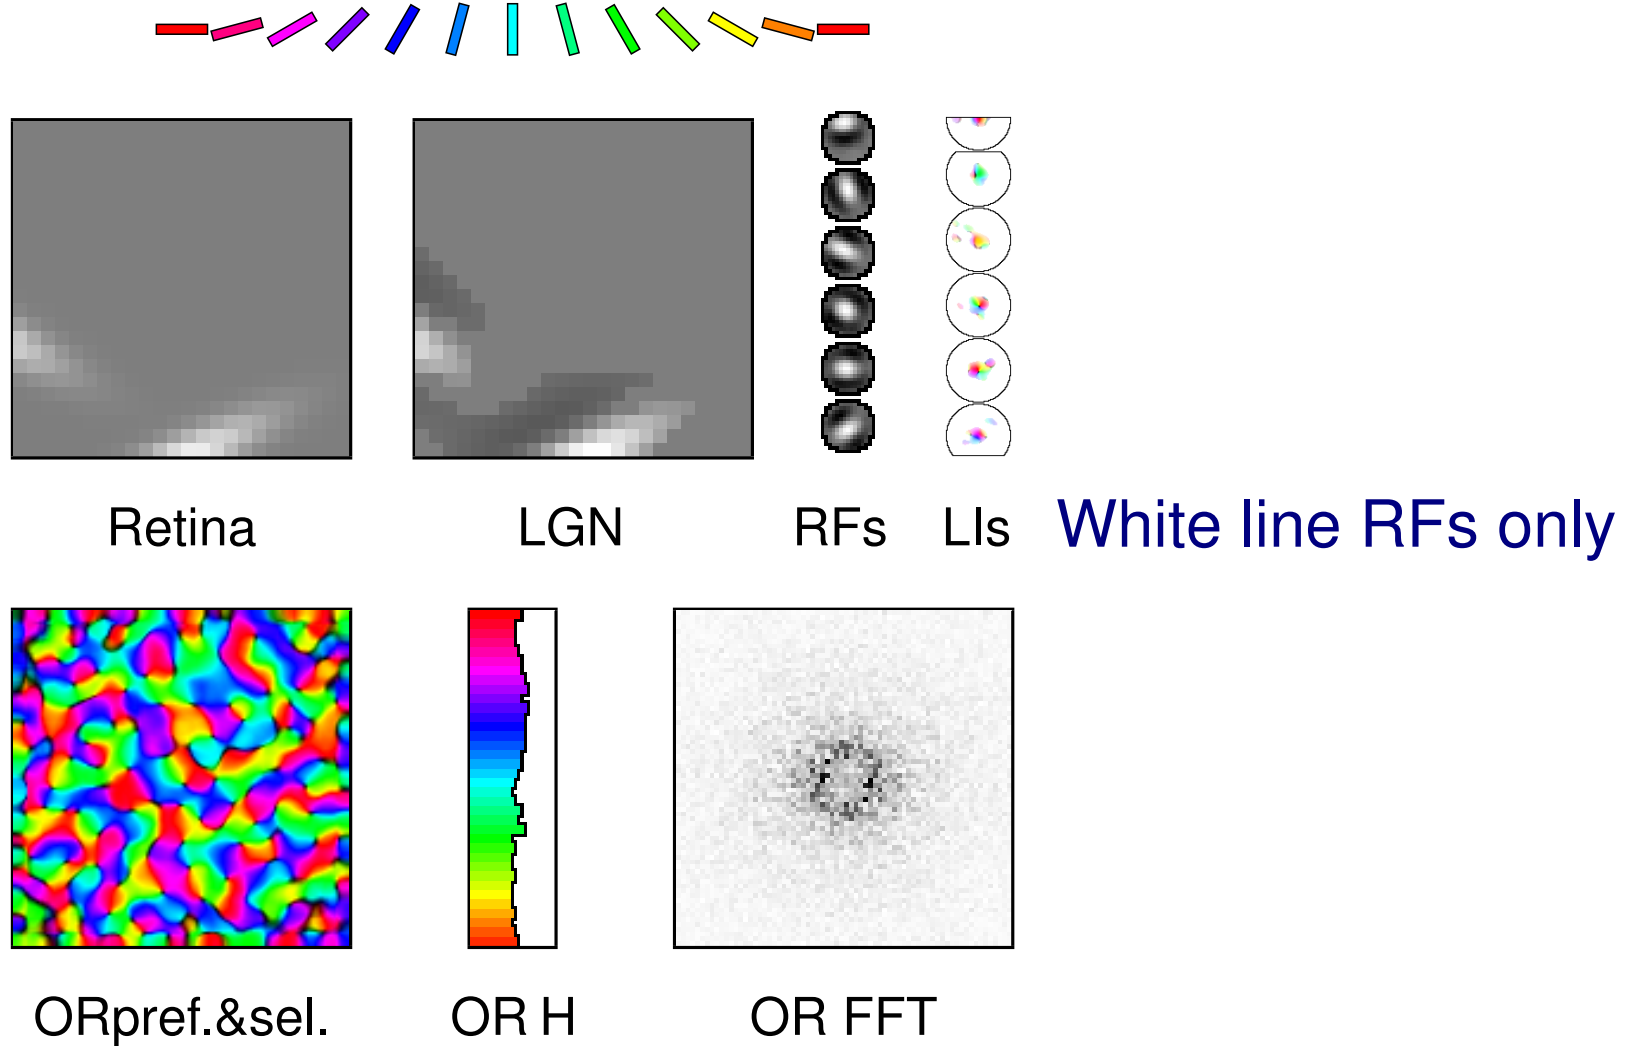 Retina LGN RFs LIs White line RFs only
ORpref.&sel. OR H OR FFT